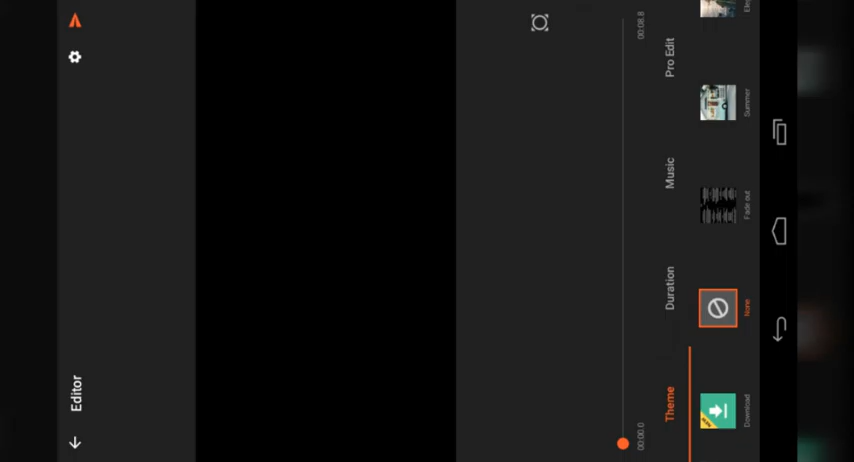 Editor
00:00.0
00:08.8
Theme
Duration
Music
Pro Edit
Download
None
Fade out
Summer